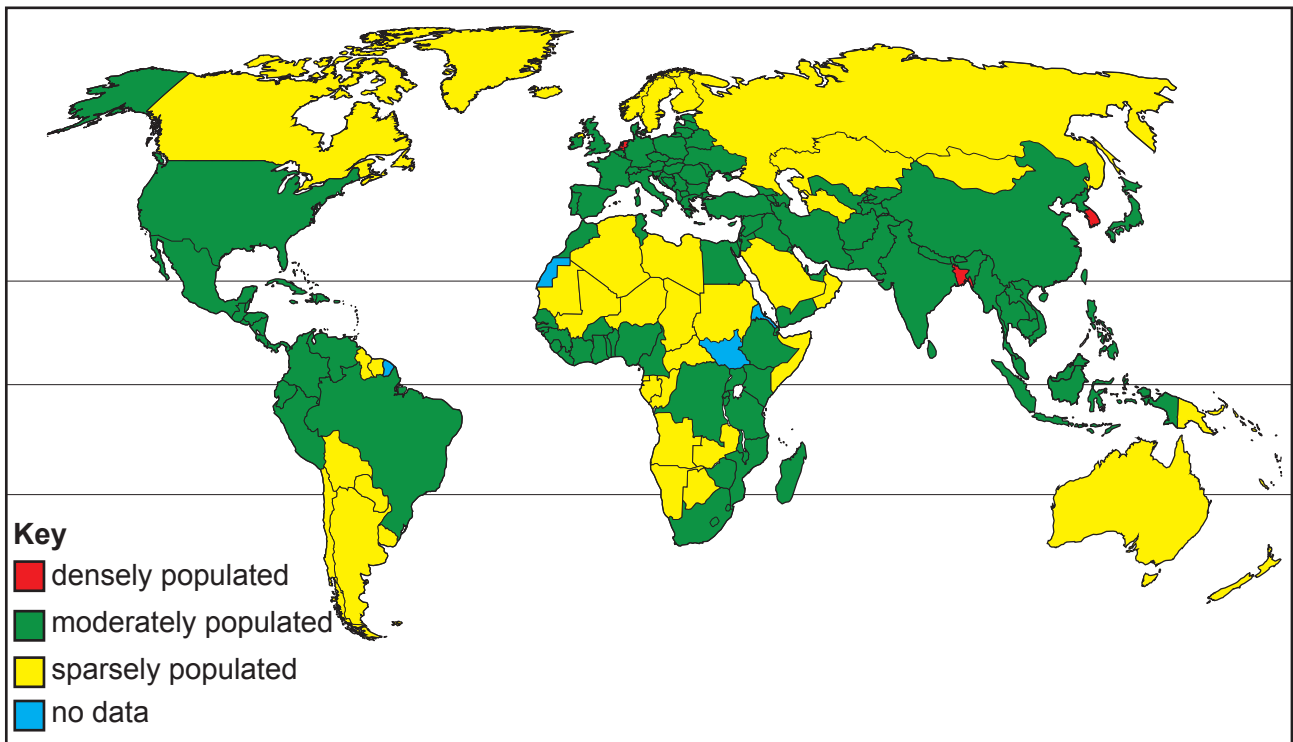 Key
densely populated
moderately populated
sparsely populated
no data